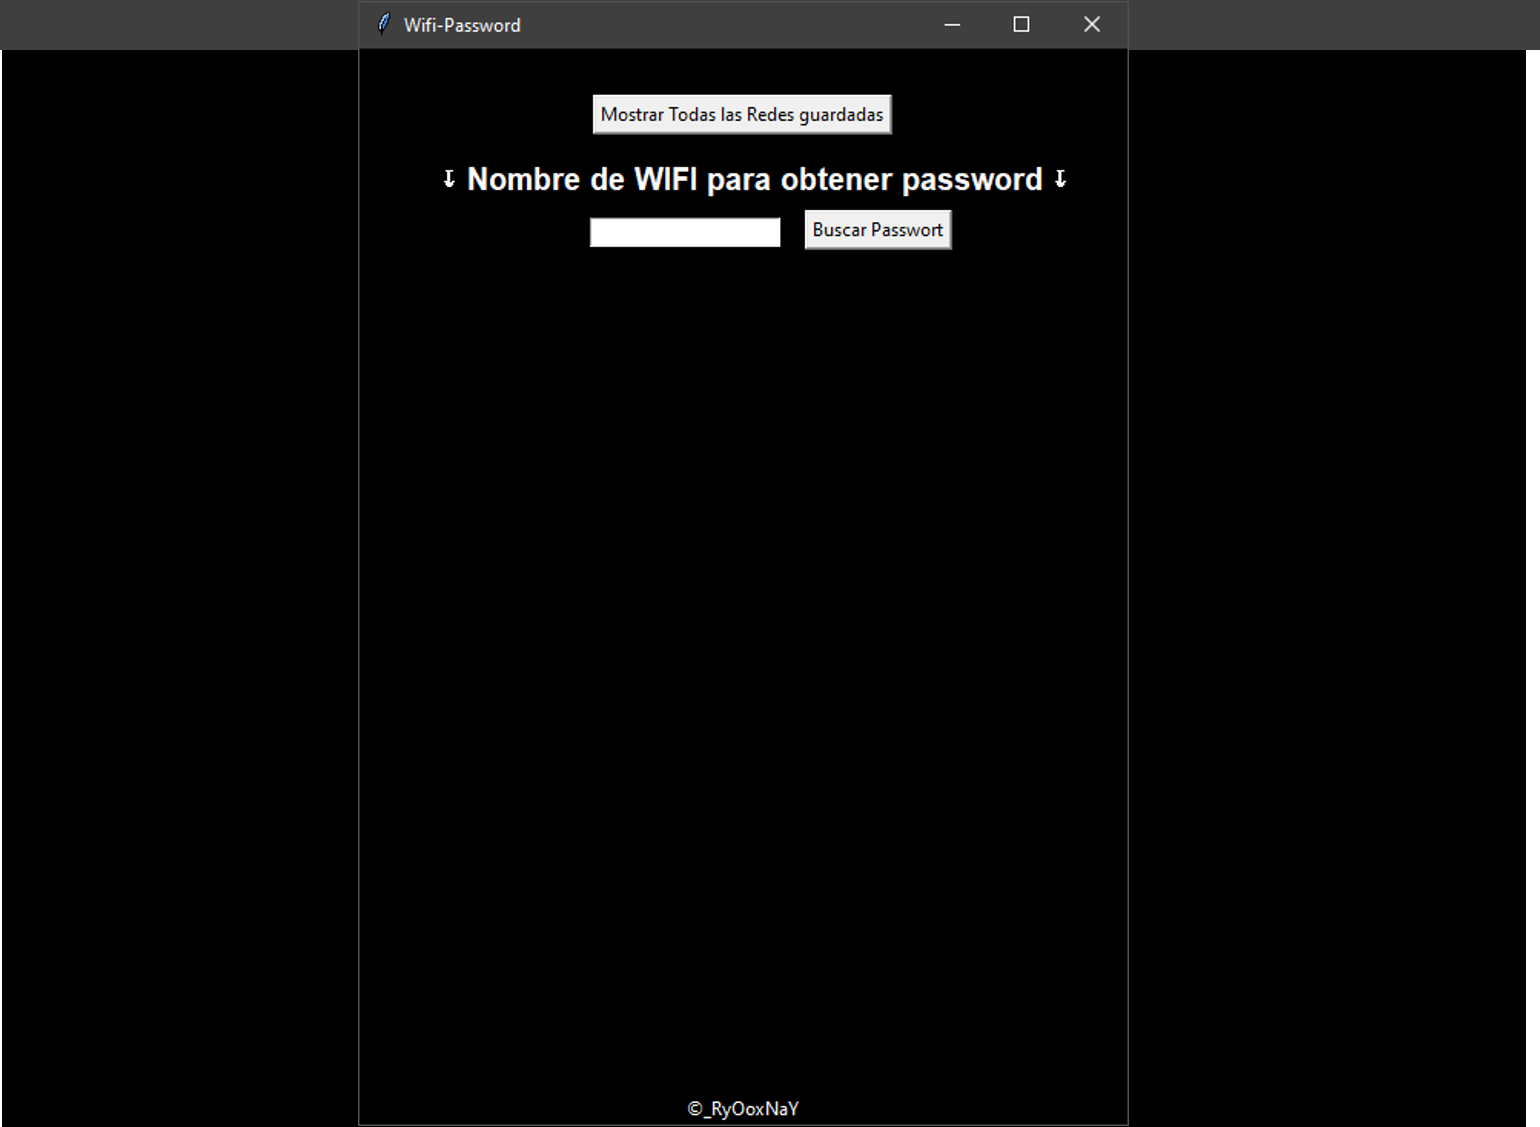 Wifi-Password
Mostrar Todas las Redes guardadas
↧ Nombre de WIFI para obtener password ↧
Buscar Passwort
©_RyOoxNaY